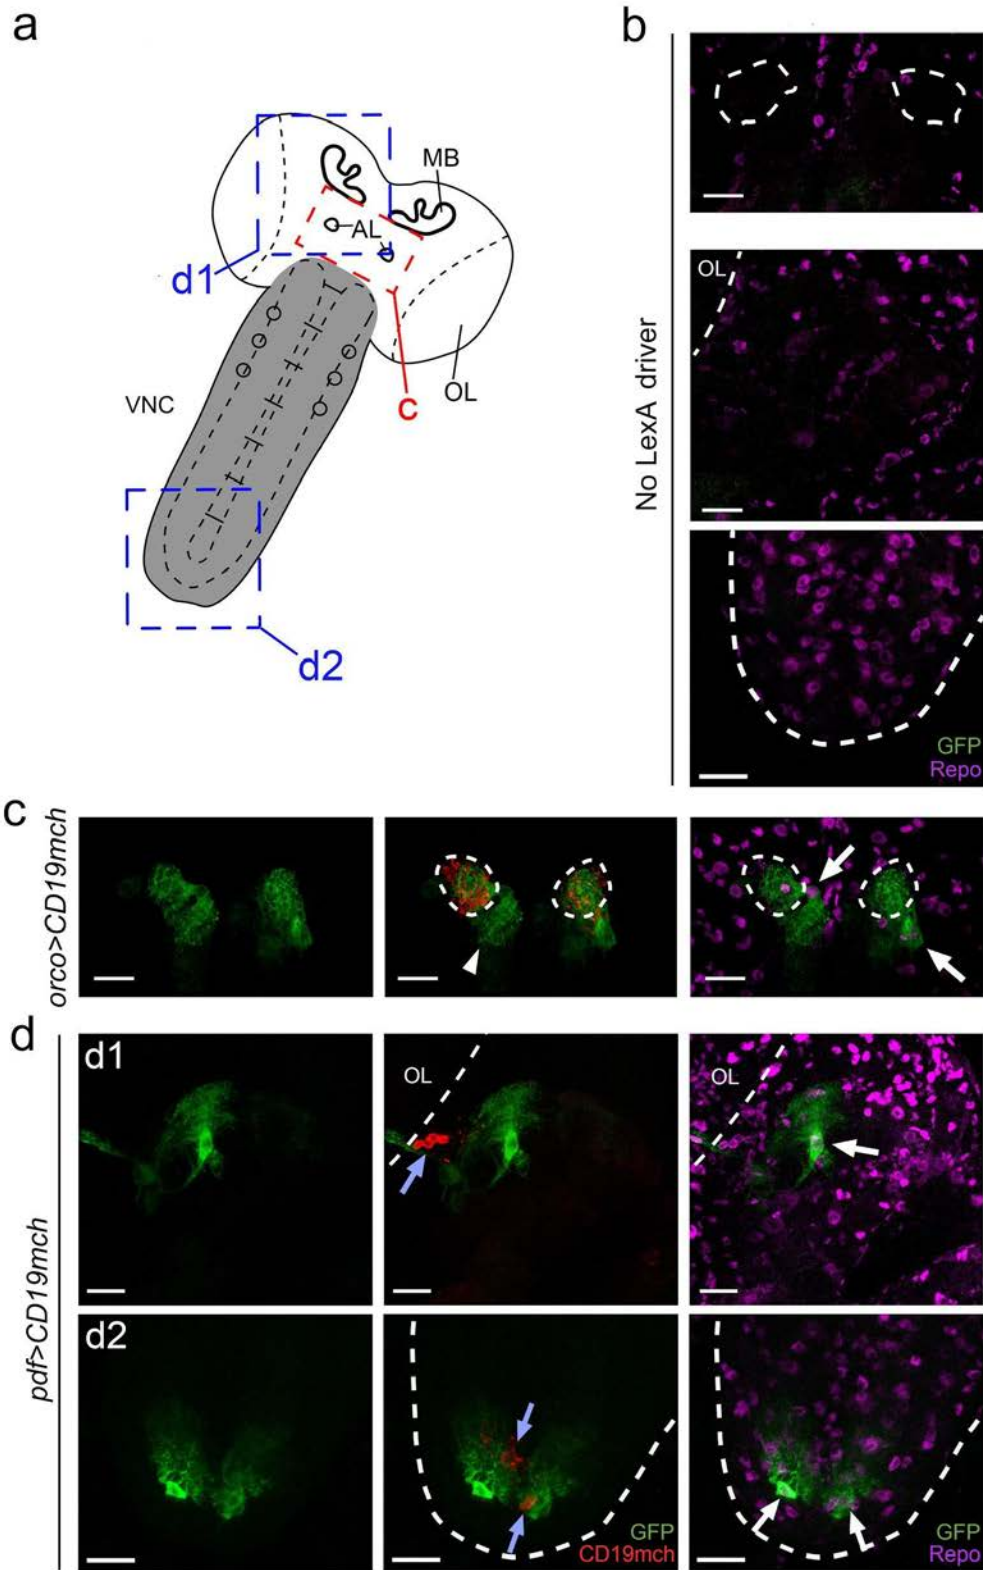 a
MB
AL
d1
VNC
c
OL
d2
b
No LexA driver
OL
GFP
Repo
c
orco>CD19mch
d
pdf>CD19mch
d1
OL
OL
d2
GFP
CD19mch
GFP
Repo